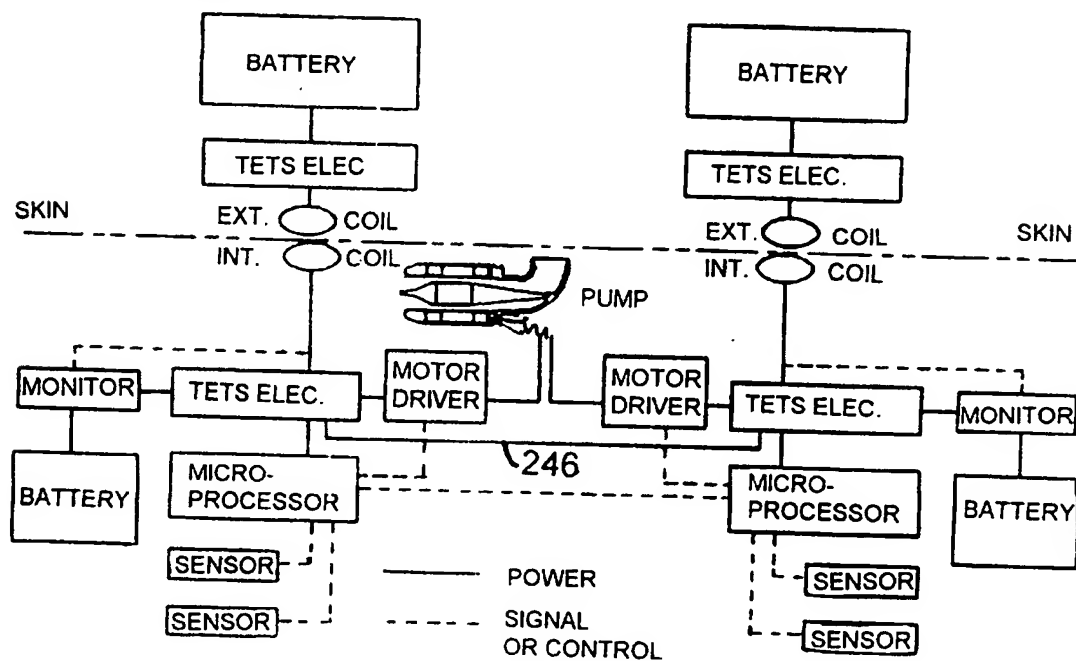 BATTERY
BATTERY
TETS ELEC
TETS ELEC.
SKIN
EXT.
COIL
EXT.
COIL
SKIN
INT.
COIL
INT.
COIL
PUMP
MONITOR
TETS ELEC.
MOTOR
DRIVER
MOTOR
DRIVER
TETS ELEC.
MONITOR
246
BATTERY
MICRO-
PROCESSOR
MICRO-
PROCESSOR
BATTERY
SENSOR
POWER
SENSOR
SENSOR
SIGNAL
OR CONTROL
SENSOR